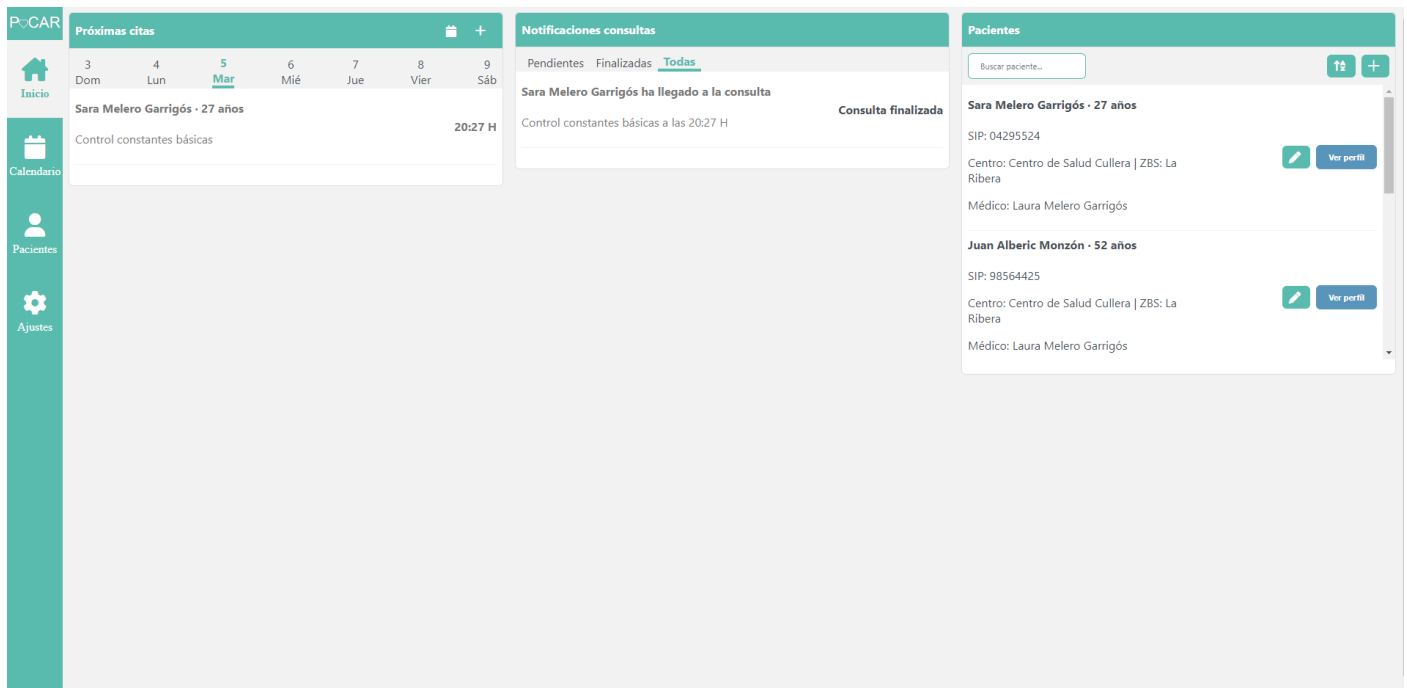 P♡CAR
Inicio
Calendario
Pacientes
Ajustes
Próximas citas
3 4 5 6 7 8 9
Dom Lun Mar Mié Jue Vier Sáb
Sara Melero Garrigós · 27 años
20:27 H
Control constantes básicas
Notificaciones consultas
Pendientes Finalizadas Todas
Sara Melero Garrigós ha llegado a la consulta
Consulta finalizada
Control constantes básicas a las 20:27 H
Pacientes
Buscar paciente...
Sara Melero Garrigós · 27 años
SIP: 04295524
Centro: Centro de Salud Cullera | ZBS: La
Ribera
Médico: Laura Melero Garrigós
Ver perfil
Juan Alberic Monzón · 52 años
SIP: 98564425
Centro: Centro de Salud Cullera | ZBS: La
Ribera
Médico: Laura Melero Garrigós
Ver perfil